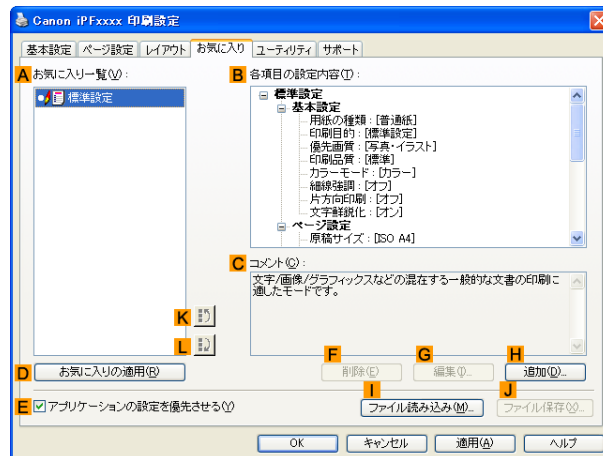 Canon iPFxxxx 印刷設定
基本設定 ページ設定 レイアウト お気に入り ユーティリティ サポート
A お気に入り一覧(V):
標準設定
B 各項目の設定内容(T):
標準設定
基本設定
用紙の種類 : [普通紙]
印刷目的 : [標準設定]
優先画質 : [写真・イラスト]
印刷品質 : [標準]
カラーモード : [カラー]
細線強調 : [オフ]
片方向印刷 : [オフ]
文字鮮鋭化 : [オン]
ページ設定
原稿サイズ : [ISO A4]
C コメント(C):
文字/画像/グラフィックスなどの混在する一般的な文書の印刷に
適したモードです。
K
L
D お気に入りの適用(R)
F 削除(E)
G 編集(I)...
H 追加(D)...
E アプリケーションの設定を優先させる(Y)
I ファイル読み込み(M)...
J ファイル保存(X)...
OK キャンセル 適用(A) ヘルプ